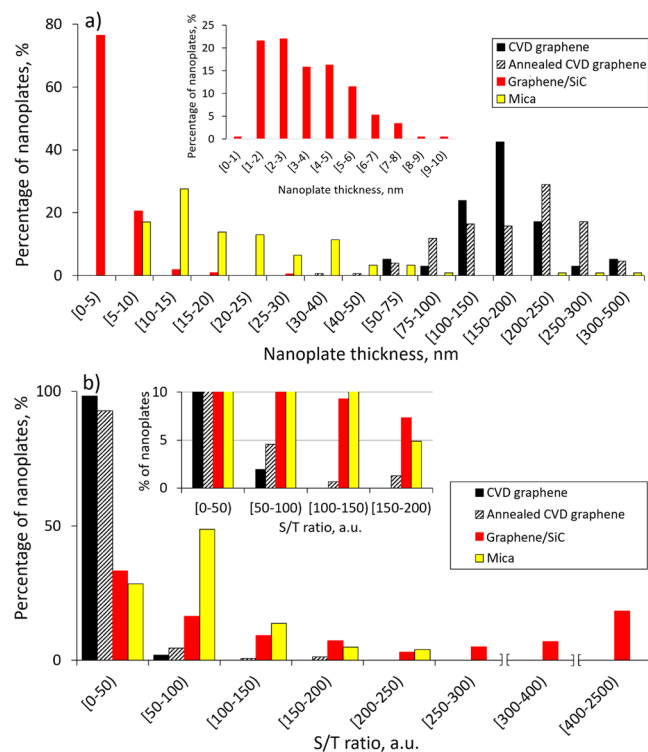 a)
Percentage of nanoplates, %
80
60
40
20
0
Percentage of nanoplates, %
25
20
15
10
5
0
[0-1) [1-2) [2-3) [3-4) [4-5) [5-6) [6-7) [7-8) [8-9) [9-10)
Nanoplate thickness, nm
CVD graphene
Annealed CVD graphene
Graphene/SiC
Mica
[0-5) [5-10) [10-15) [15-20) [20-25) [25-30) [30-40) [40-50) [50-75) [75-100) [100-150) [150-200) [200-250) [250-300) [300-500)
Nanoplate thickness, nm
b)
Percentage of nanoplates, %
100
50
0
% of nanoplates
10
5
0
[0-50) [50-100) [100-150) [150-200)
S/T ratio, a.u.
CVD graphene
Annealed CVD graphene
Graphene/SiC
Mica
[0-50) [50-100) [100-150) [150-200) [200-250) [250-300) [300-400) [400-2500)
S/T ratio, a.u.